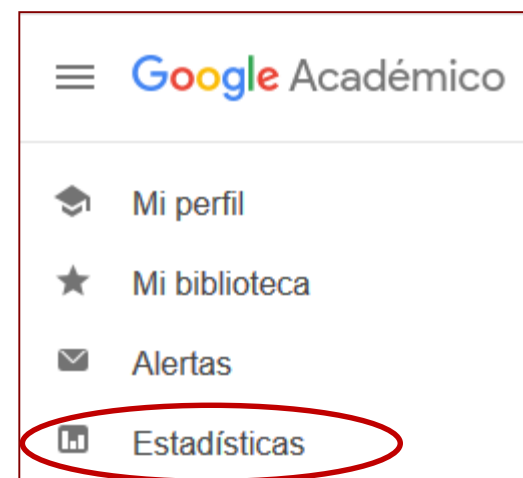 Google Académico
Mi perfil
Mi biblioteca
Alertas
Estadísticas